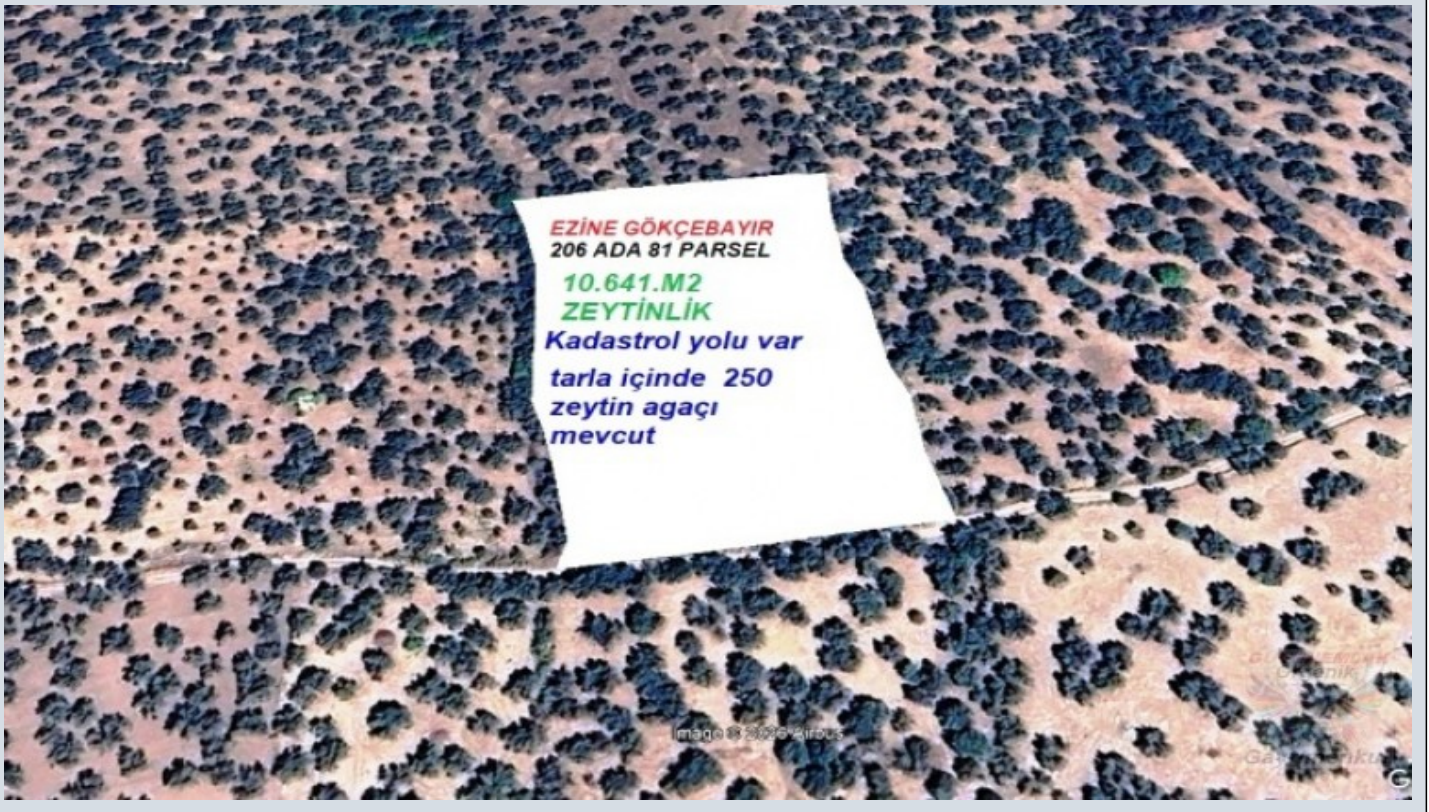 EZİNE GÖKÇEBAYIR
206 ADA 81 PARSEL
10.641.M2
ZEYTİNLİK
Kadastrol yolu var
tarla içinde 250
zeytin agaçı
mevcut
Image © 2026 Airbus
G